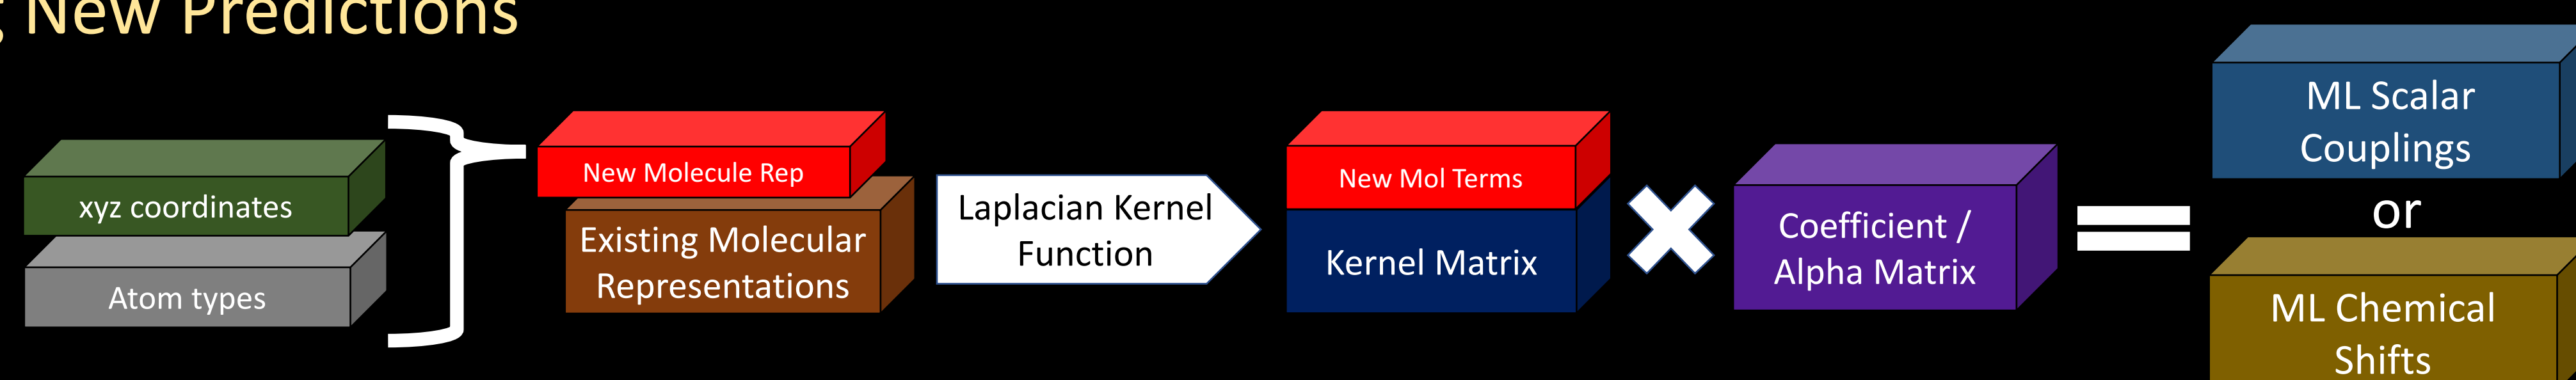 New Predictions
xyz coordinates
Atom types
New Molecule Rep
Existing Molecular
Representations
Laplacian Kernel
Function
New Mol Terms
Kernel Matrix
Coefficient /
Alpha Matrix
ML Scalar
Couplings
or
ML Chemical
Shifts